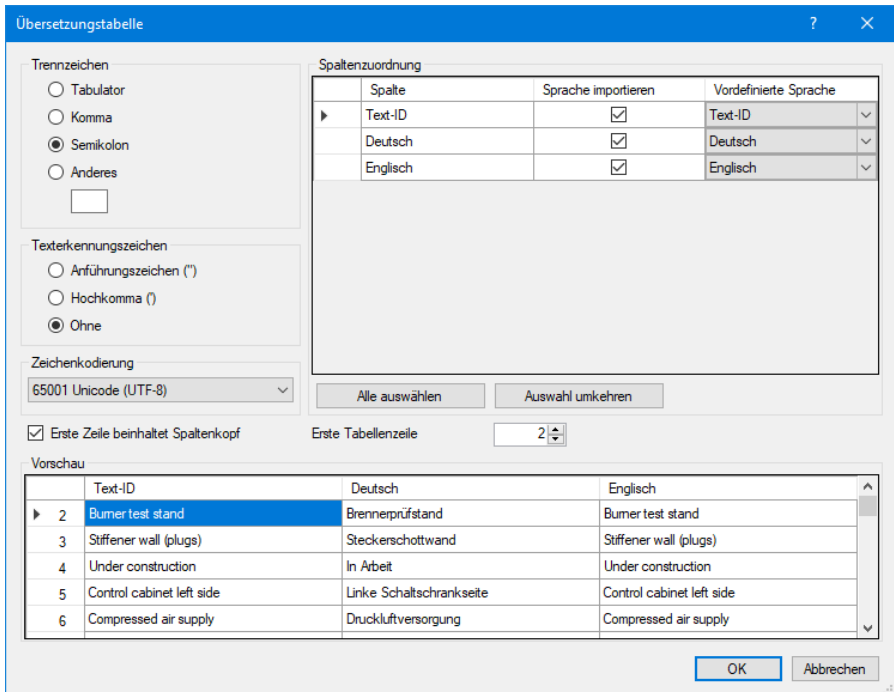 Übersetzungstabelle
?
Trennzeichen
Tabulator
Komma
Semikolon
Anderes
Texterkennungszeichen
Anführungszeichen (")
Hochkomma (')
Ohne
Zeichenkodierung
65001 Unicode (UTF-8)
Spaltenzuordnung
Spalte Sprache importieren Vordefinierte Sprache
Text-ID Text-ID
Deutsch Deutsch
Englisch Englisch
Alle auswählen Auswahl umkehren
Erste Zeile beinhaltet Spaltenkopf Erste Tabellenzeile 2
Vorschau
Text-ID Deutsch Englisch
2 Burner test stand Brennerprüfstand Burner test stand
3 Stiffener wall (plugs) Steckerschottwand Stiffener wall (plugs)
4 Under construction In Arbeit Under construction
5 Control cabinet left side Linke Schaltschrankseite Control cabinet left side
6 Compressed air supply Druckluftversorgung Compressed air supply
OK Abbrechen